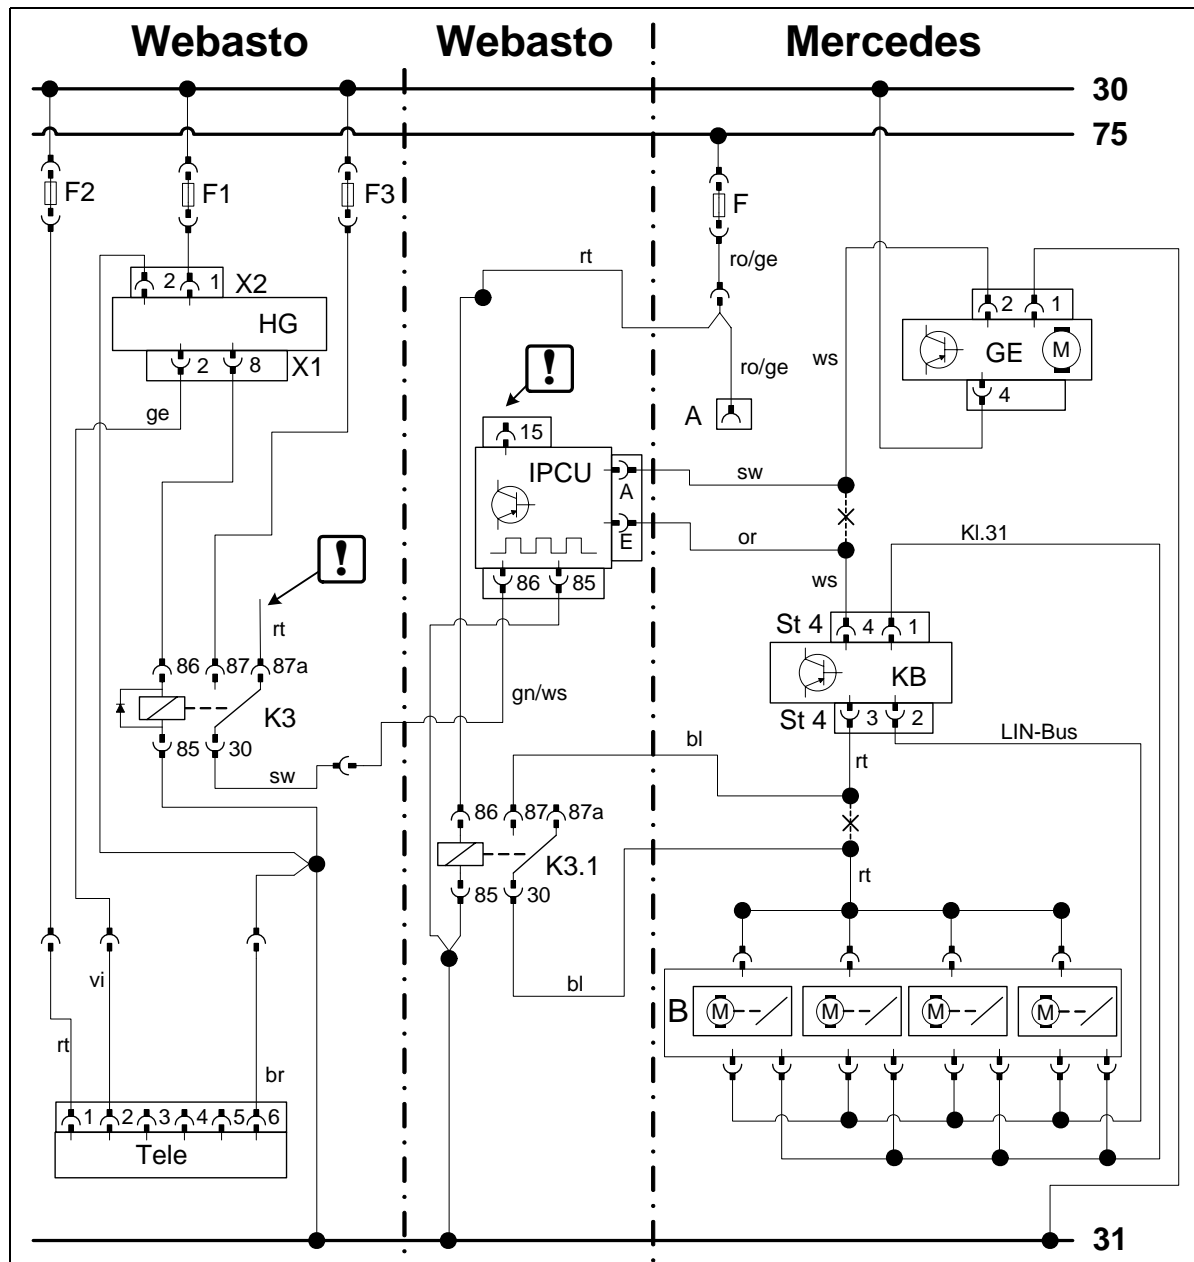 Webasto Webasto Mercedes
30
75
F2 F1 F3 F
ro/ge
rt
2 1 X2
2 1
HG
GE M
ws
2 8 X1
ro/ge
4
ge
A
! 15
IPCU
A
sw
E
or
Kl.31
! 86 85
ws
rt
St 4 4 1
86 87 87a
KB
gn/ws
K3
St 4 3 2
85 30
bl
LIN-Bus
sw
rt
86 87 87a
K3.1
rt
85 30
vi
bl
B M M M M
rt
br
1 2 3 4 5 6
Tele
31